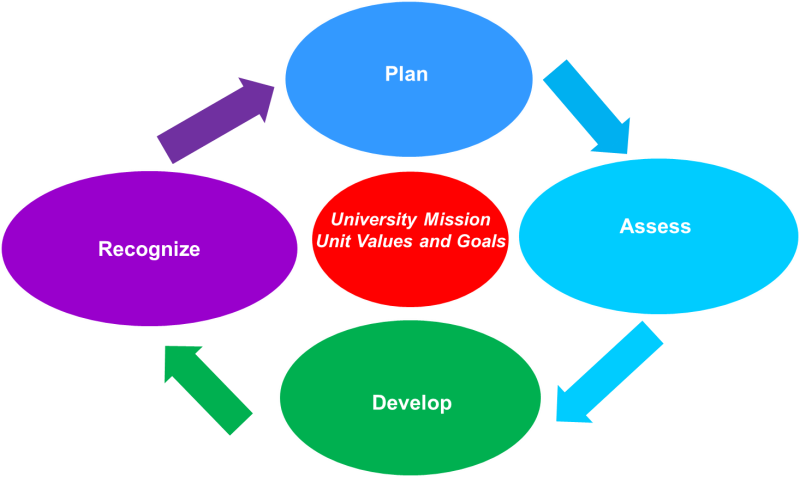 Plan
Assess
University Mission
Unit Values and Goals
Recognize
Develop